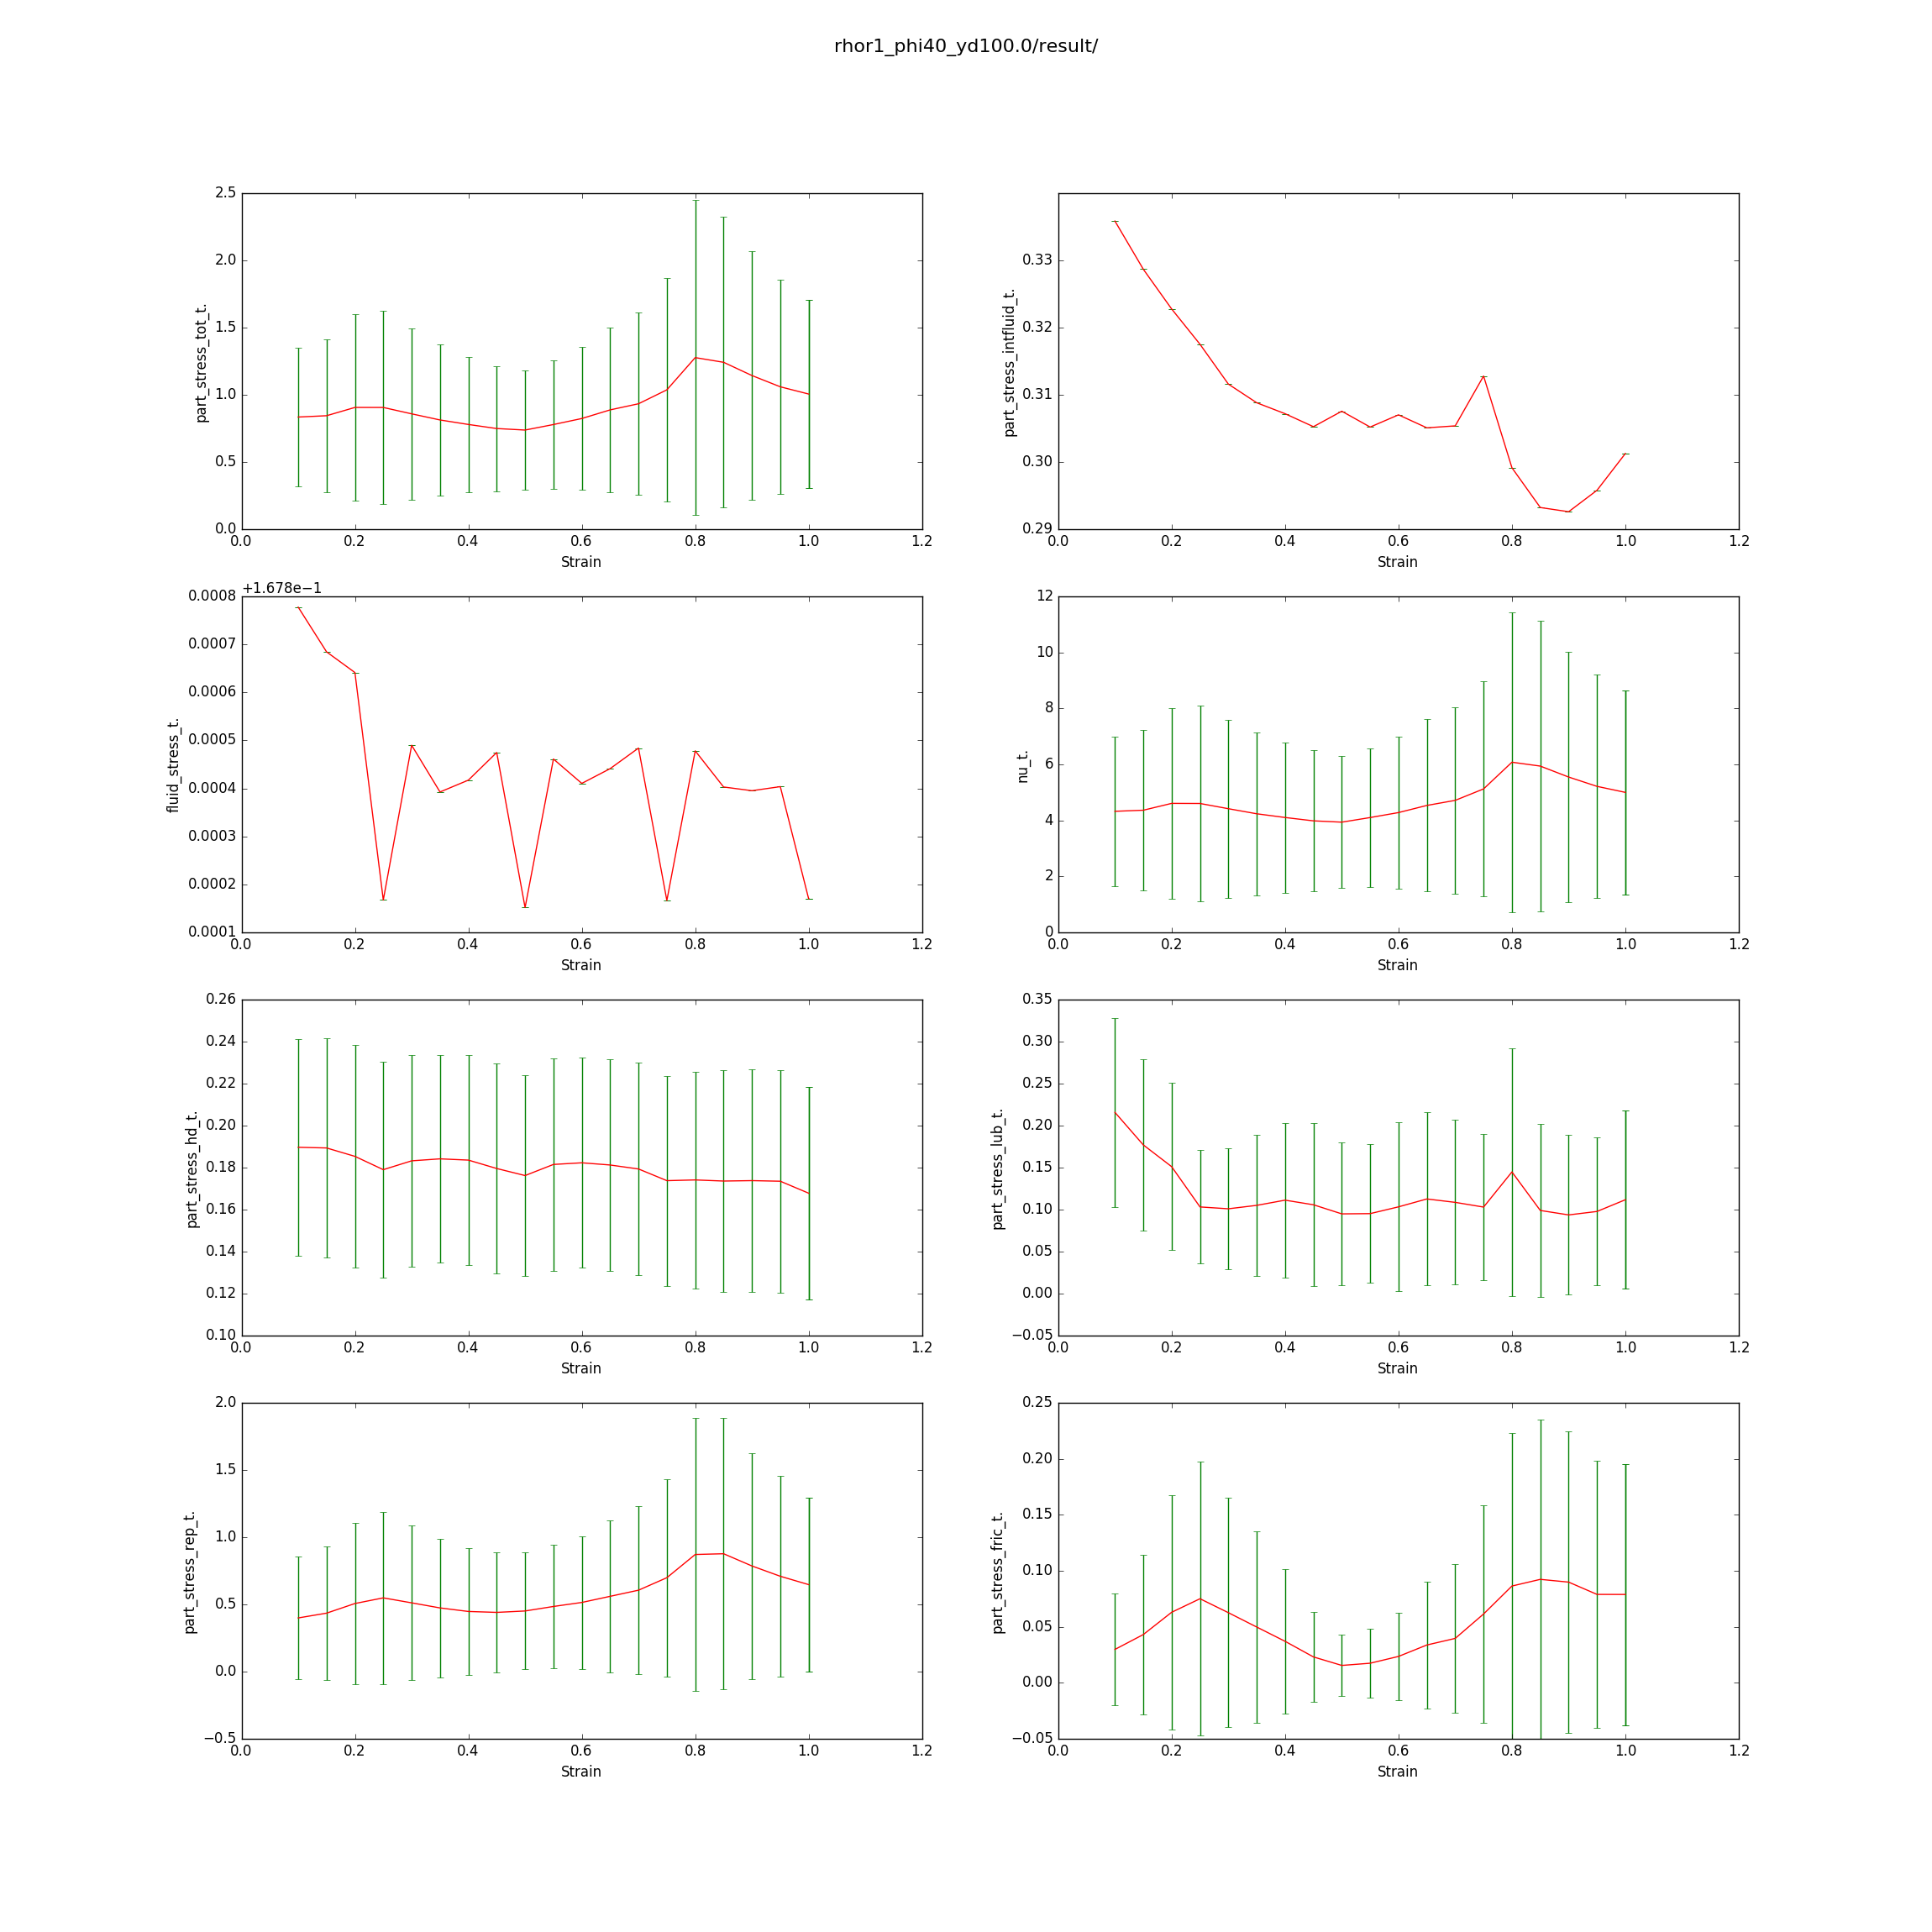 rhor1_phi40_yd100.0/result/
2.5
2.0
1.5
1.0
0.5
0.0
part_stress_tot_t.
0.0 0.2 0.4 0.6 0.8 1.0 1.2
Strain
0.33
0.32
0.31
0.30
0.29
part_stress_intfluid_t.
0.0 0.2 0.4 0.6 0.8 1.0 1.2
Strain
+1.678e−1
0.0008
0.0007
0.0006
0.0005
0.0004
0.0003
0.0002
0.0001
fluid_stress_t.
0.0 0.2 0.4 0.6 0.8 1.0 1.2
Strain
12
10
8
6
4
2
0
nu_t.
0.0 0.2 0.4 0.6 0.8 1.0 1.2
Strain
0.26
0.24
0.22
0.20
0.18
0.16
0.14
0.12
0.10
part_stress_hd_t.
0.0 0.2 0.4 0.6 0.8 1.0 1.2
Strain
0.35
0.30
0.25
0.20
0.15
0.10
0.05
0.00
−0.05
part_stress_lub_t.
0.0 0.2 0.4 0.6 0.8 1.0 1.2
Strain
2.0
1.5
1.0
0.5
0.0
−0.5
part_stress_rep_t.
0.0 0.2 0.4 0.6 0.8 1.0 1.2
Strain
0.25
0.20
0.15
0.10
0.05
0.00
−0.05
part_stress_fric_t.
0.0 0.2 0.4 0.6 0.8 1.0 1.2
Strain